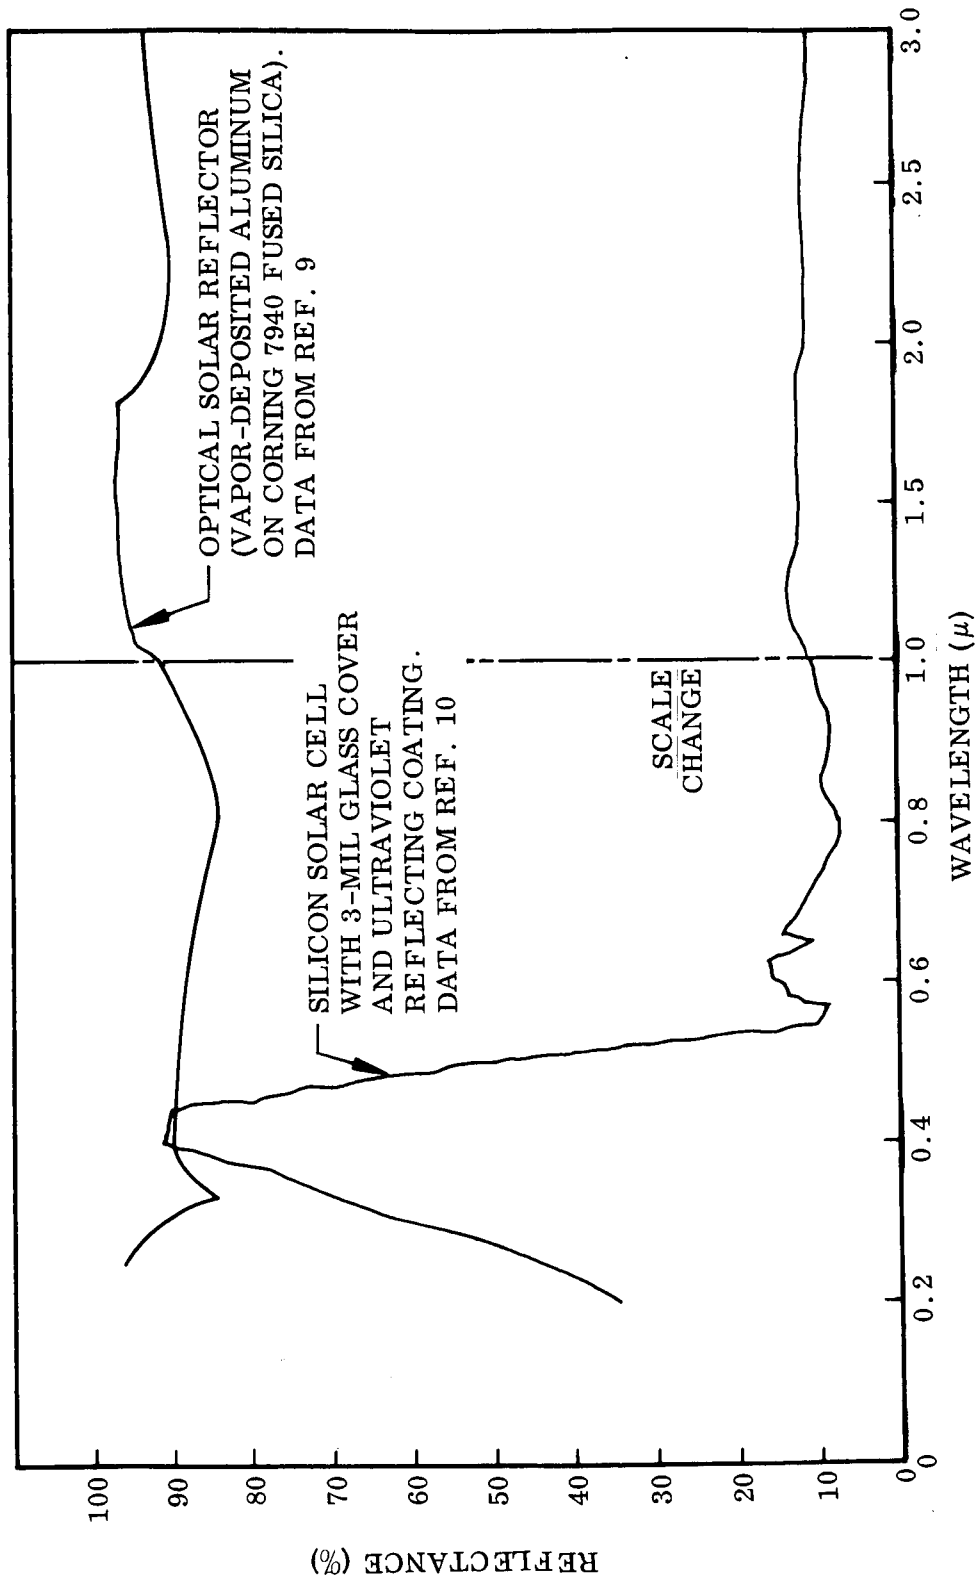 REFLECTANCE (%)
100
90
80
70
60
50
40
30
20
10
0
OPTICAL SOLAR REFLECTOR
(VAPOR-DEPOSITED ALUMINUM
ON CORNING 7940 FUSED SILICA).
DATA FROM REF. 9
SILICON SOLAR CELL
WITH 3-MIL GLASS COVER
AND ULTRAVIOLET
REFLECTING COATING.
DATA FROM REF. 10
SCALE
CHANGE
0.2
0.4
0.6
0.8
1.0
1.5
2.0
2.5
3.0
WAVELENGTH (μ)